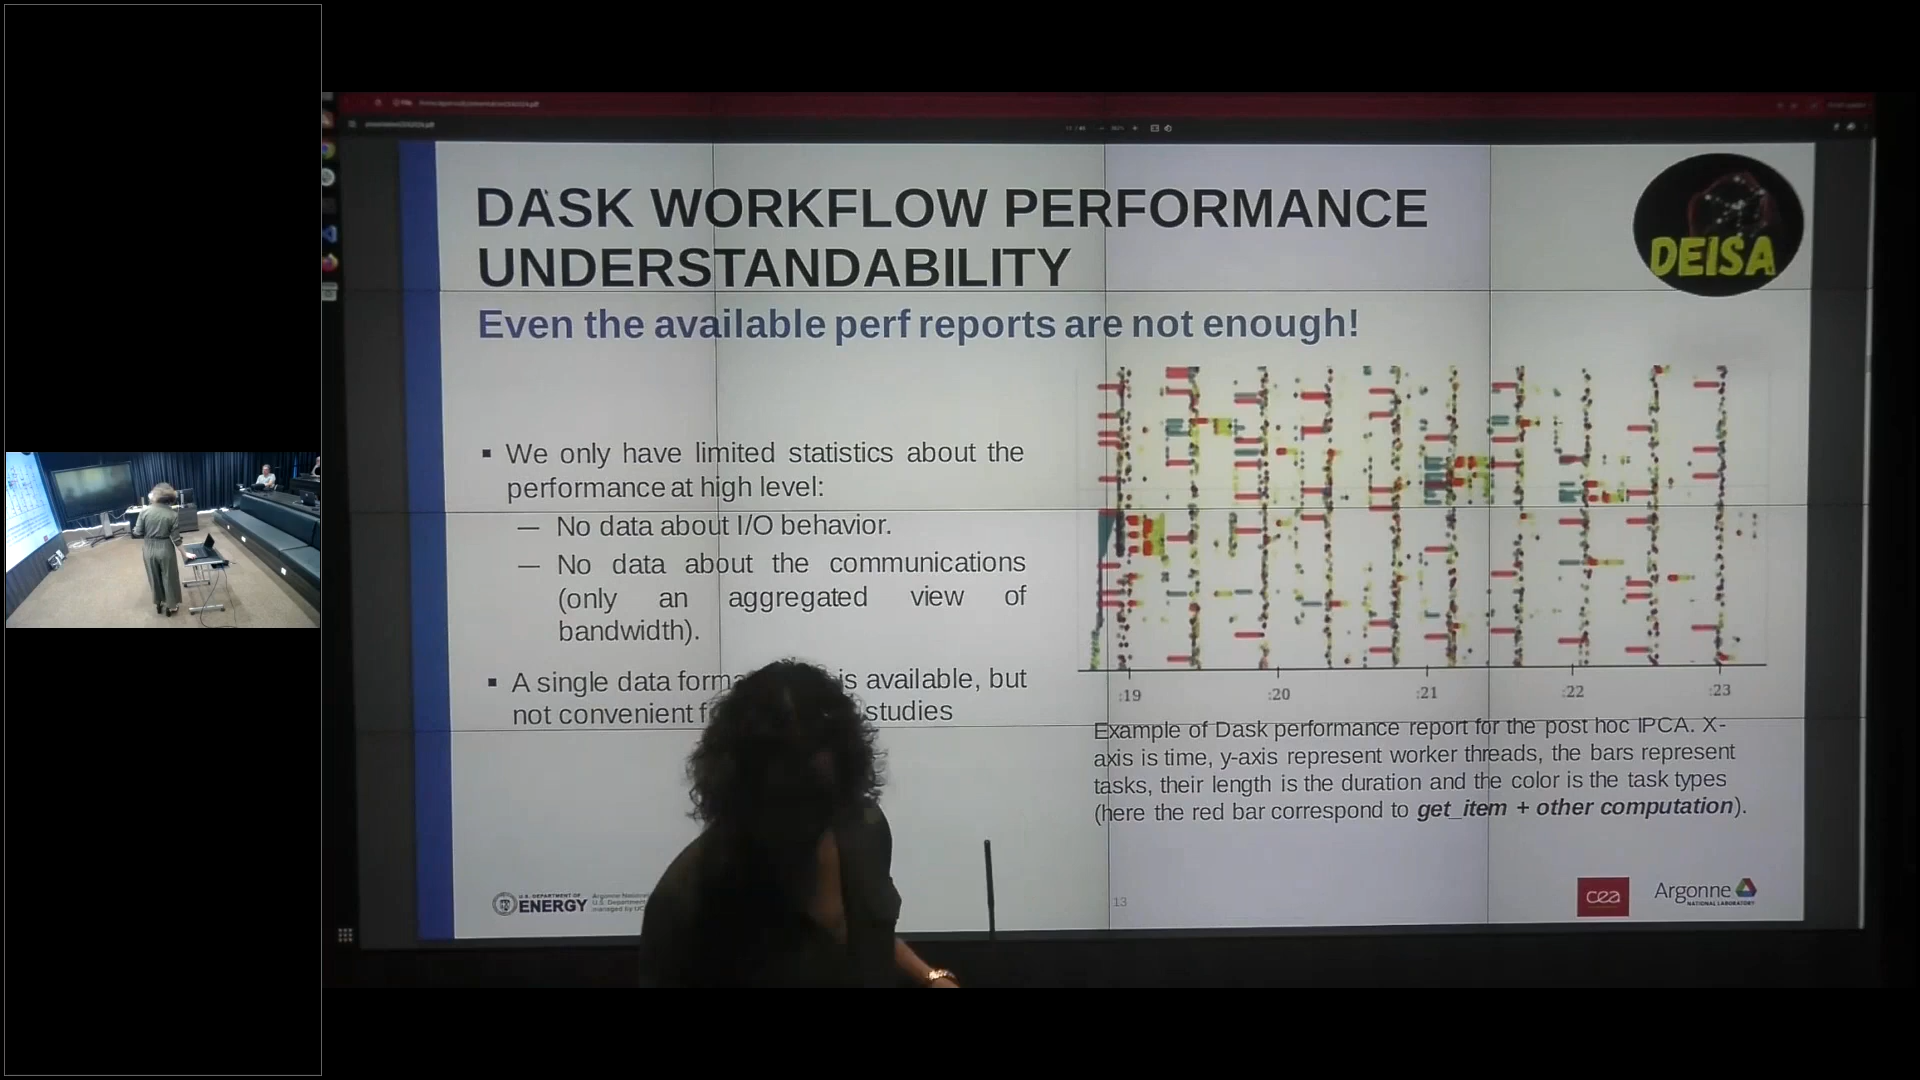 DASK WORKFLOW PERFORMANCE
UNDERSTANDABILITY
DEISA
Even the available perf reports are not enough!
▪ We only have limited statistics about the
performance at high level:
— No data about I/O behavior.
— No data about the communications
(only an aggregated view of
bandwidth).
▪ A single data is available, but
not convenient studies
:19 :20 :21 :22 :23
Example of Dask performance report for the post hoc IPCA. X-
axis is time, y-axis represent worker threads, the bars represent
tasks, their length is the duration and the color is the task types
(here the red bar correspond to get_item + other computation).
U.S. DEPARTMENT OF
ENERGY
13
cea
Argonne
NATIONAL LABORATORY